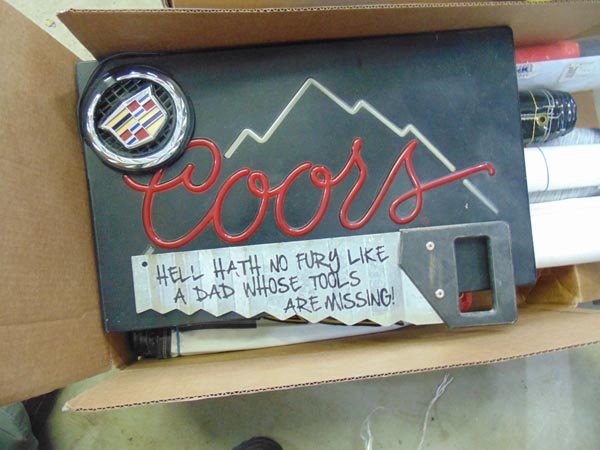 Coors
HELL HATH NO FURY LIKE
A DAD WHOSE TOOLS
ARE MISSING!